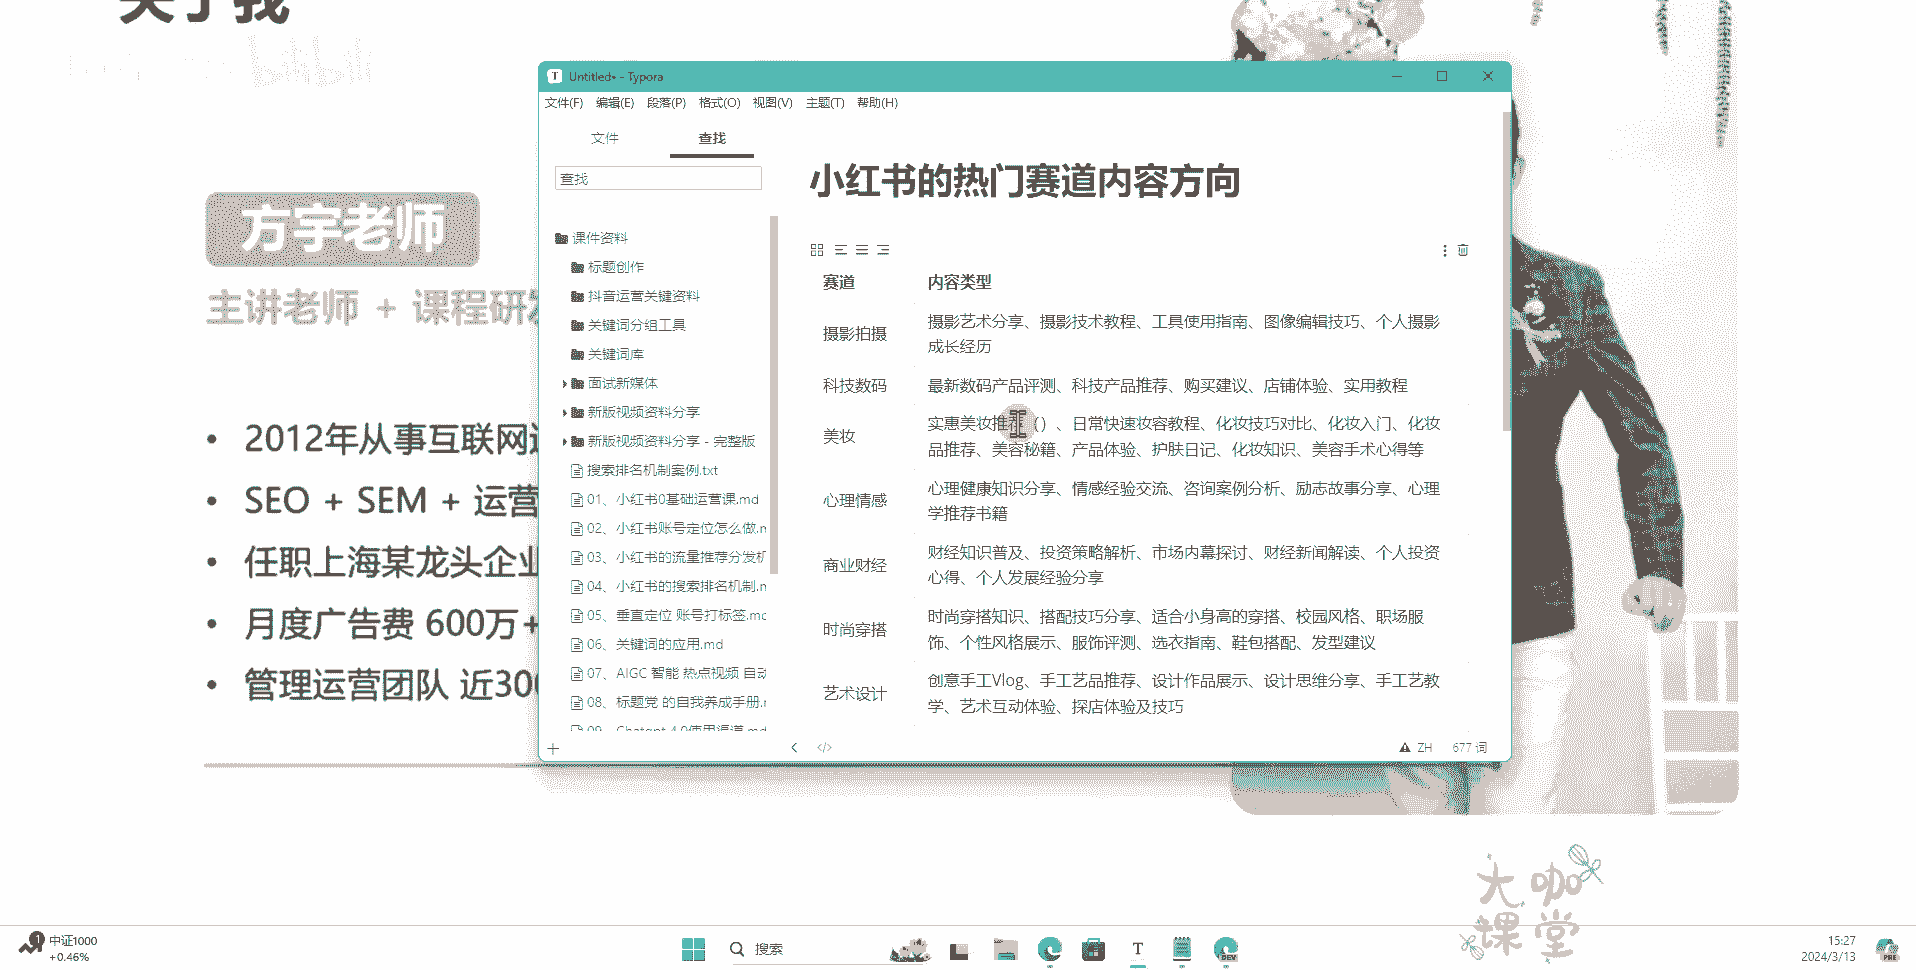 关于我
bilibili
方宇老师
主讲老师 + 课程研发
2012年从事互联网运
SEO + SEM + 运营
任职上海某龙头企业
月度广告费 600万+
管理运营团队 近300
Untitled• - Typora
文件(F) 编辑(E) 段落(P) 格式(O) 视图(V) 主题(T) 帮助(H)
文件 查找
查找
课件资料
标题创作
抖音运营关键资料
关键词分组工具
关键词库
面试新媒体
新版视频资料分享
新版视频资料分享 - 完整版
搜索排名机制案例.txt
01、小红书0基础运营课.md
02、小红书账号定位怎么做.m
03、小红书的流量推荐分发机
04、小红书的搜索排名机制.m
05、垂直定位 账号打标签.mc
06、关键词的应用.md
07、AIGC 智能 热点视频 自动
08、标题党 的自我养成手册.r
09、Chatgpt 4.0使用渠道.md
小红书的热门赛道内容方向
赛道 内容类型
摄影拍摄 摄影艺术分享、摄影技术教程、工具使用指南、图像编辑技巧、个人摄影
成长经历
科技数码 最新数码产品评测、科技产品推荐、购买建议、店铺体验、实用教程
美妆 实惠美妆推荐（）、日常快速妆容教程、化妆技巧对比、化妆入门、化妆
品推荐、美容秘籍、产品体验、护肤日记、化妆知识、美容手术心得等
心理情感 心理健康知识分享、情感经验交流、咨询案例分析、励志故事分享、心理
学推荐书籍
商业财经 财经知识普及、投资策略解析、市场内幕探讨、财经新闻解读、个人投资
心得、个人发展经验分享
时尚穿搭 时尚穿搭知识、搭配技巧分享、适合小身高的穿搭、校园风格、职场服
饰、个性风格展示、服饰评测、选衣指南、鞋包搭配、发型建议
艺术设计 创意手工Vlog、手工艺品推荐、设计作品展示、设计思维分享、手工艺教
学、艺术互动体验、探店体验及技巧
ZH 677 词
大咖
课堂
1 中证1000
+0.46%
搜索
T
DEV
15:27
2024/3/13
PRE